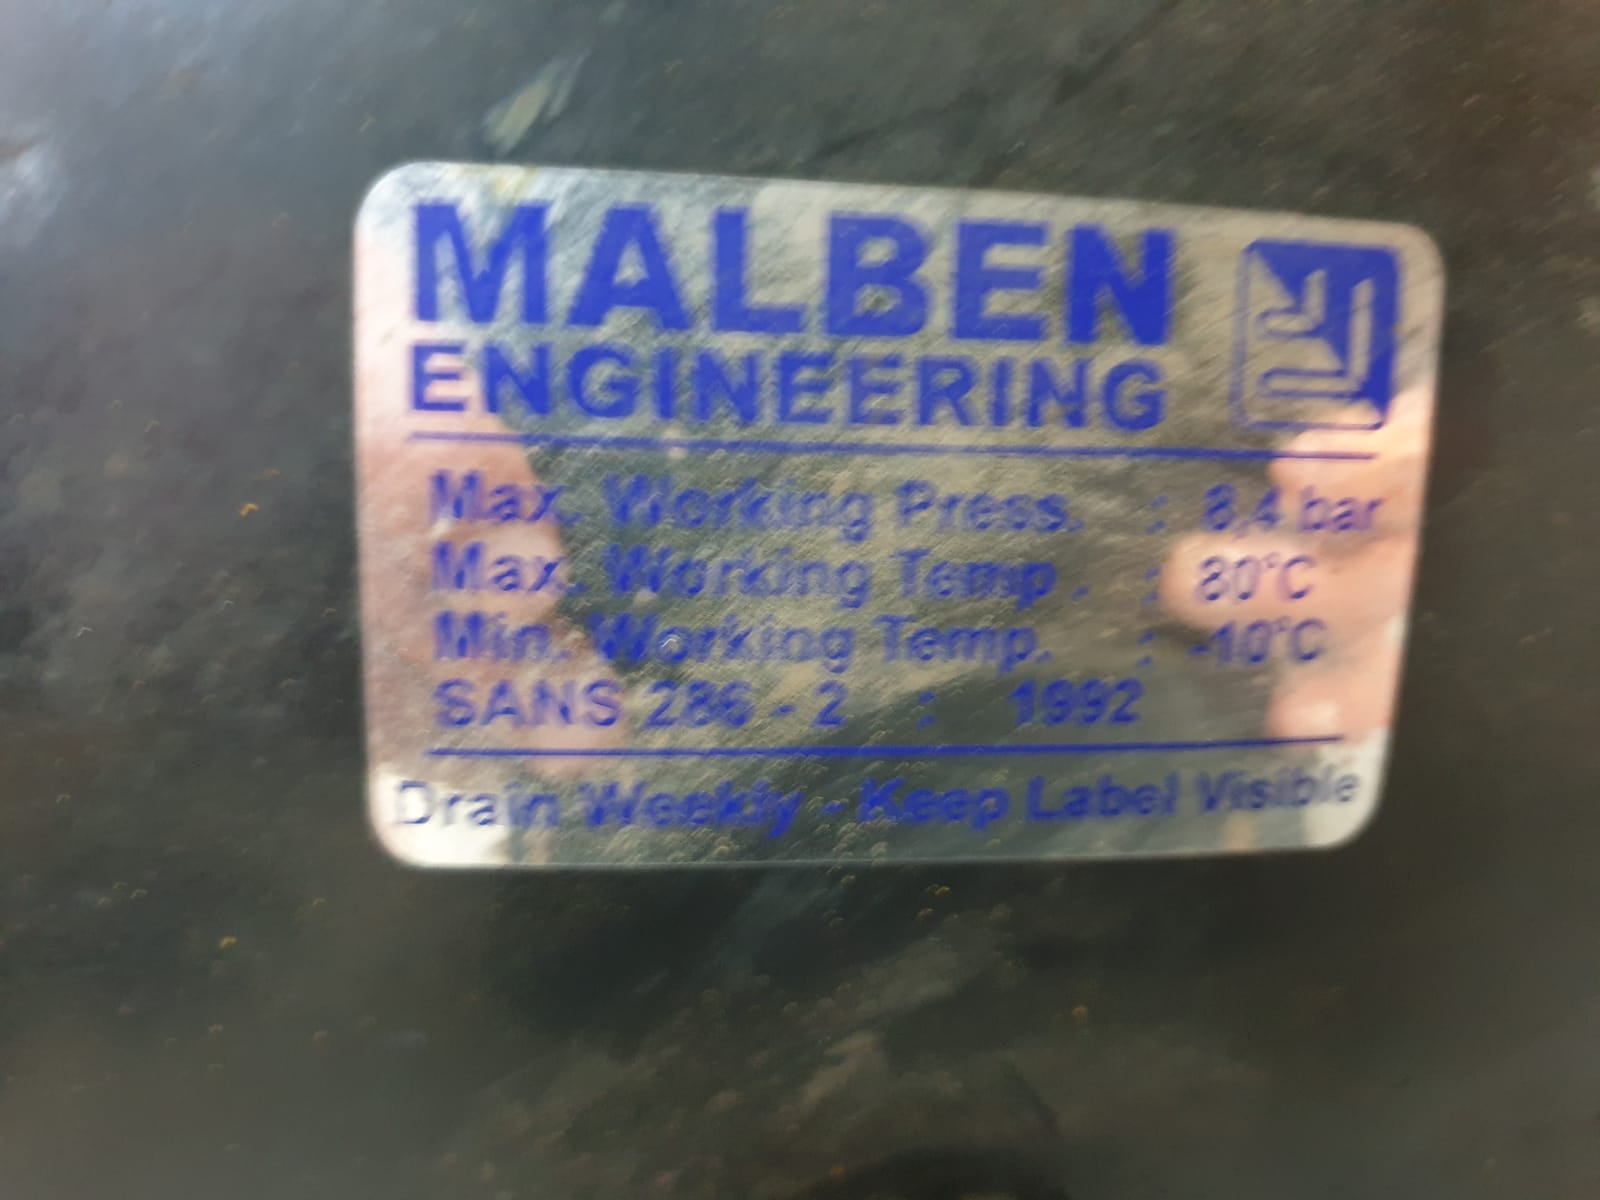 MALBEN
ENGINEERING
Max. Working Press. : 8,4 bar
Max. Working Temp. : 80°C
Min. Working Temp. : -10°C
SANS 286 - 2 : 1992
Drain Weekly - Keep Label Visible